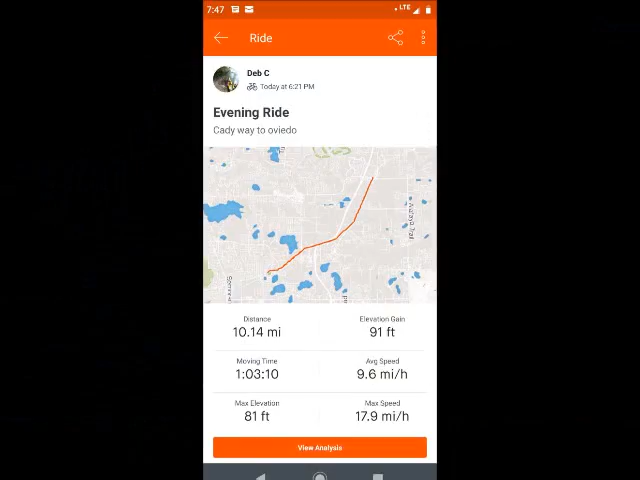 7:47
LTE
Ride
Deb C
Today at 6:21 PM
Evening Ride
Cady way to oviedo
Distance
10.14 mi
Elevation Gain
91 ft
Moving Time
1:03:10
Avg Speed
9.6 mi/h
Max Elevation
81 ft
Max Speed
17.9 mi/h
View Analysis